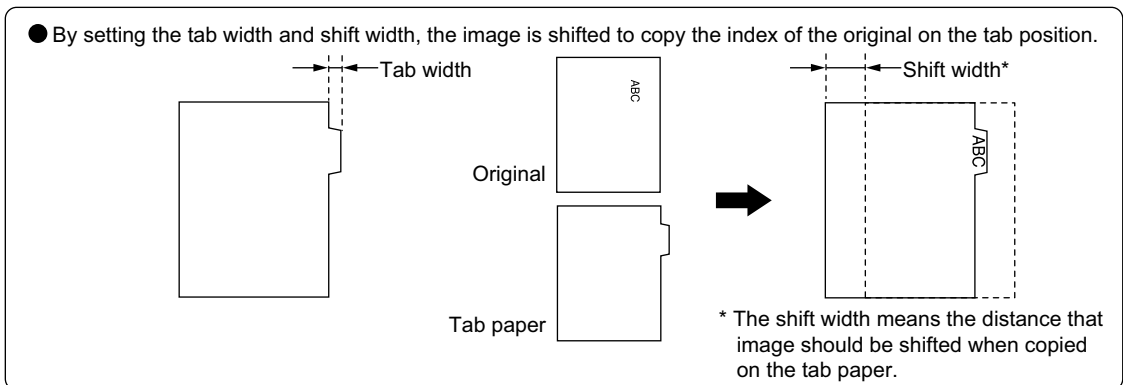 ● By setting the tab width and shift width, the image is shifted to copy the index of the original on the tab position.
Tab width
ABC
Original
Tab paper
Shift width*
ABC
* The shift width means the distance that
image should be shifted when copied
on the tab paper.